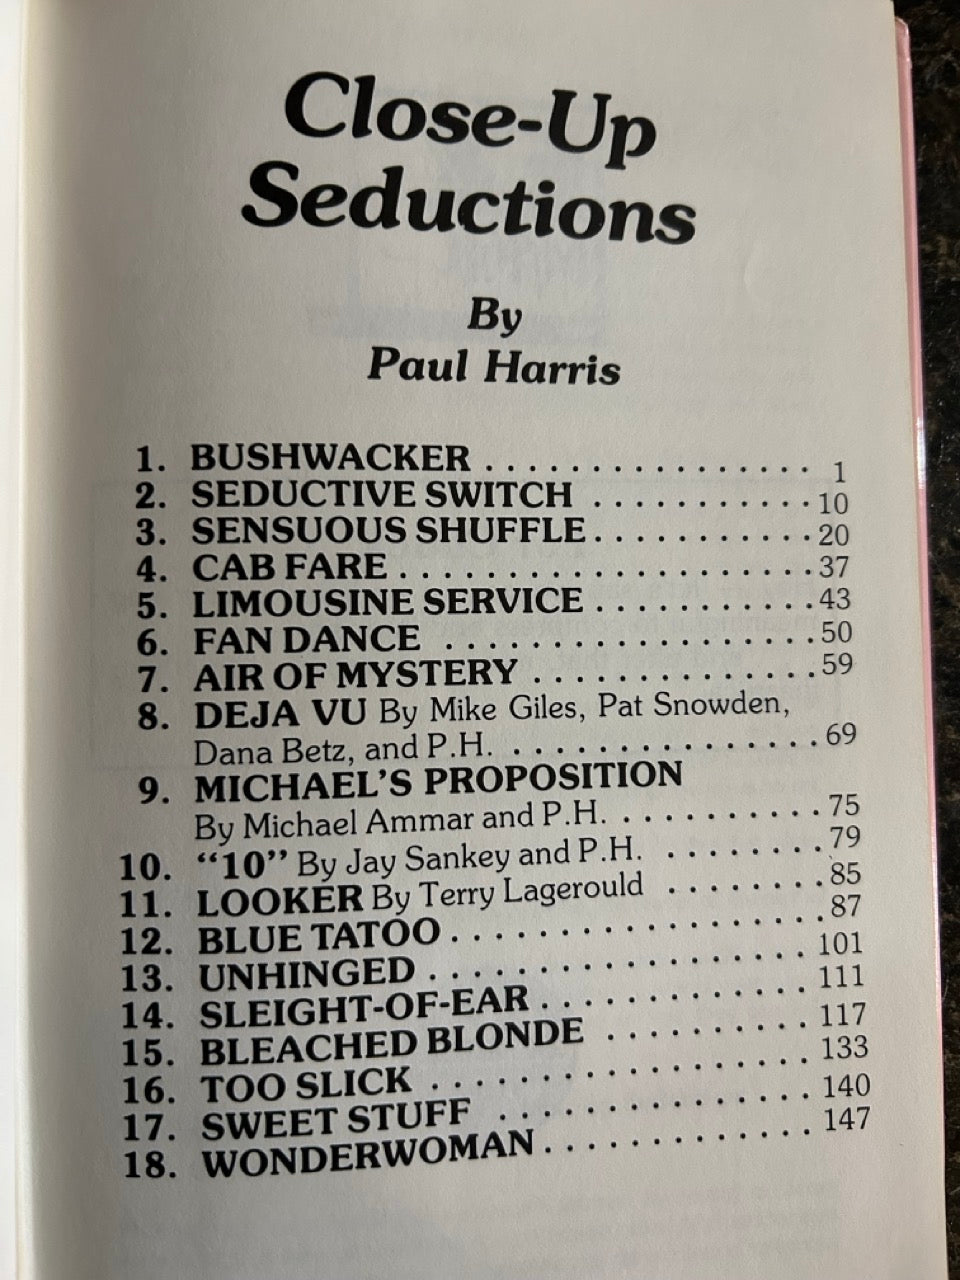 Close-Up
Seductions
By
Paul Harris
1. BUSHWACKER . . . . . . . . . . . . . . . . . 1
2. SEDUCTIVE SWITCH . . . . . . . . . . . 10
3. SENSUOUS SHUFFLE. . . . . . . . . . . 20
4. CAB FARE . . . . . . . . . . . . . . . . . . . . 37
5. LIMOUSINE SERVICE . . . . . . . . . . . 43
6. FAN DANCE . . . . . . . . . . . . . . . . . . 50
7. AIR OF MYSTERY . . . . . . . . . . . . . . 59
8. DEJA VU By Mike Giles, Pat Snowden,
Dana Betz, and P.H. . . . . . . . . . . . . . . 69
9. MICHAEL'S PROPOSITION
By Michael Ammar and P.H. . . . . . . . . . . 75
10. “10” By Jay Sankey and P.H. . . . . . . . . 79
11. LOOKER By Terry Lagerould . . . . . . . . 85
12. BLUE TATOO . . . . . . . . . . . . . . . . . 87
13. UNHINGED . . . . . . . . . . . . . . . . . 101
14. SLEIGHT-OF-EAR . . . . . . . . . . . . 111
15. BLEACHED BLONDE . . . . . . . . . . 117
16. TOO SLICK . . . . . . . . . . . . . . . . . 133
17. SWEET STUFF . . . . . . . . . . . . . . 140
18. WONDERWOMAN . . . . . . . . . . . . 147